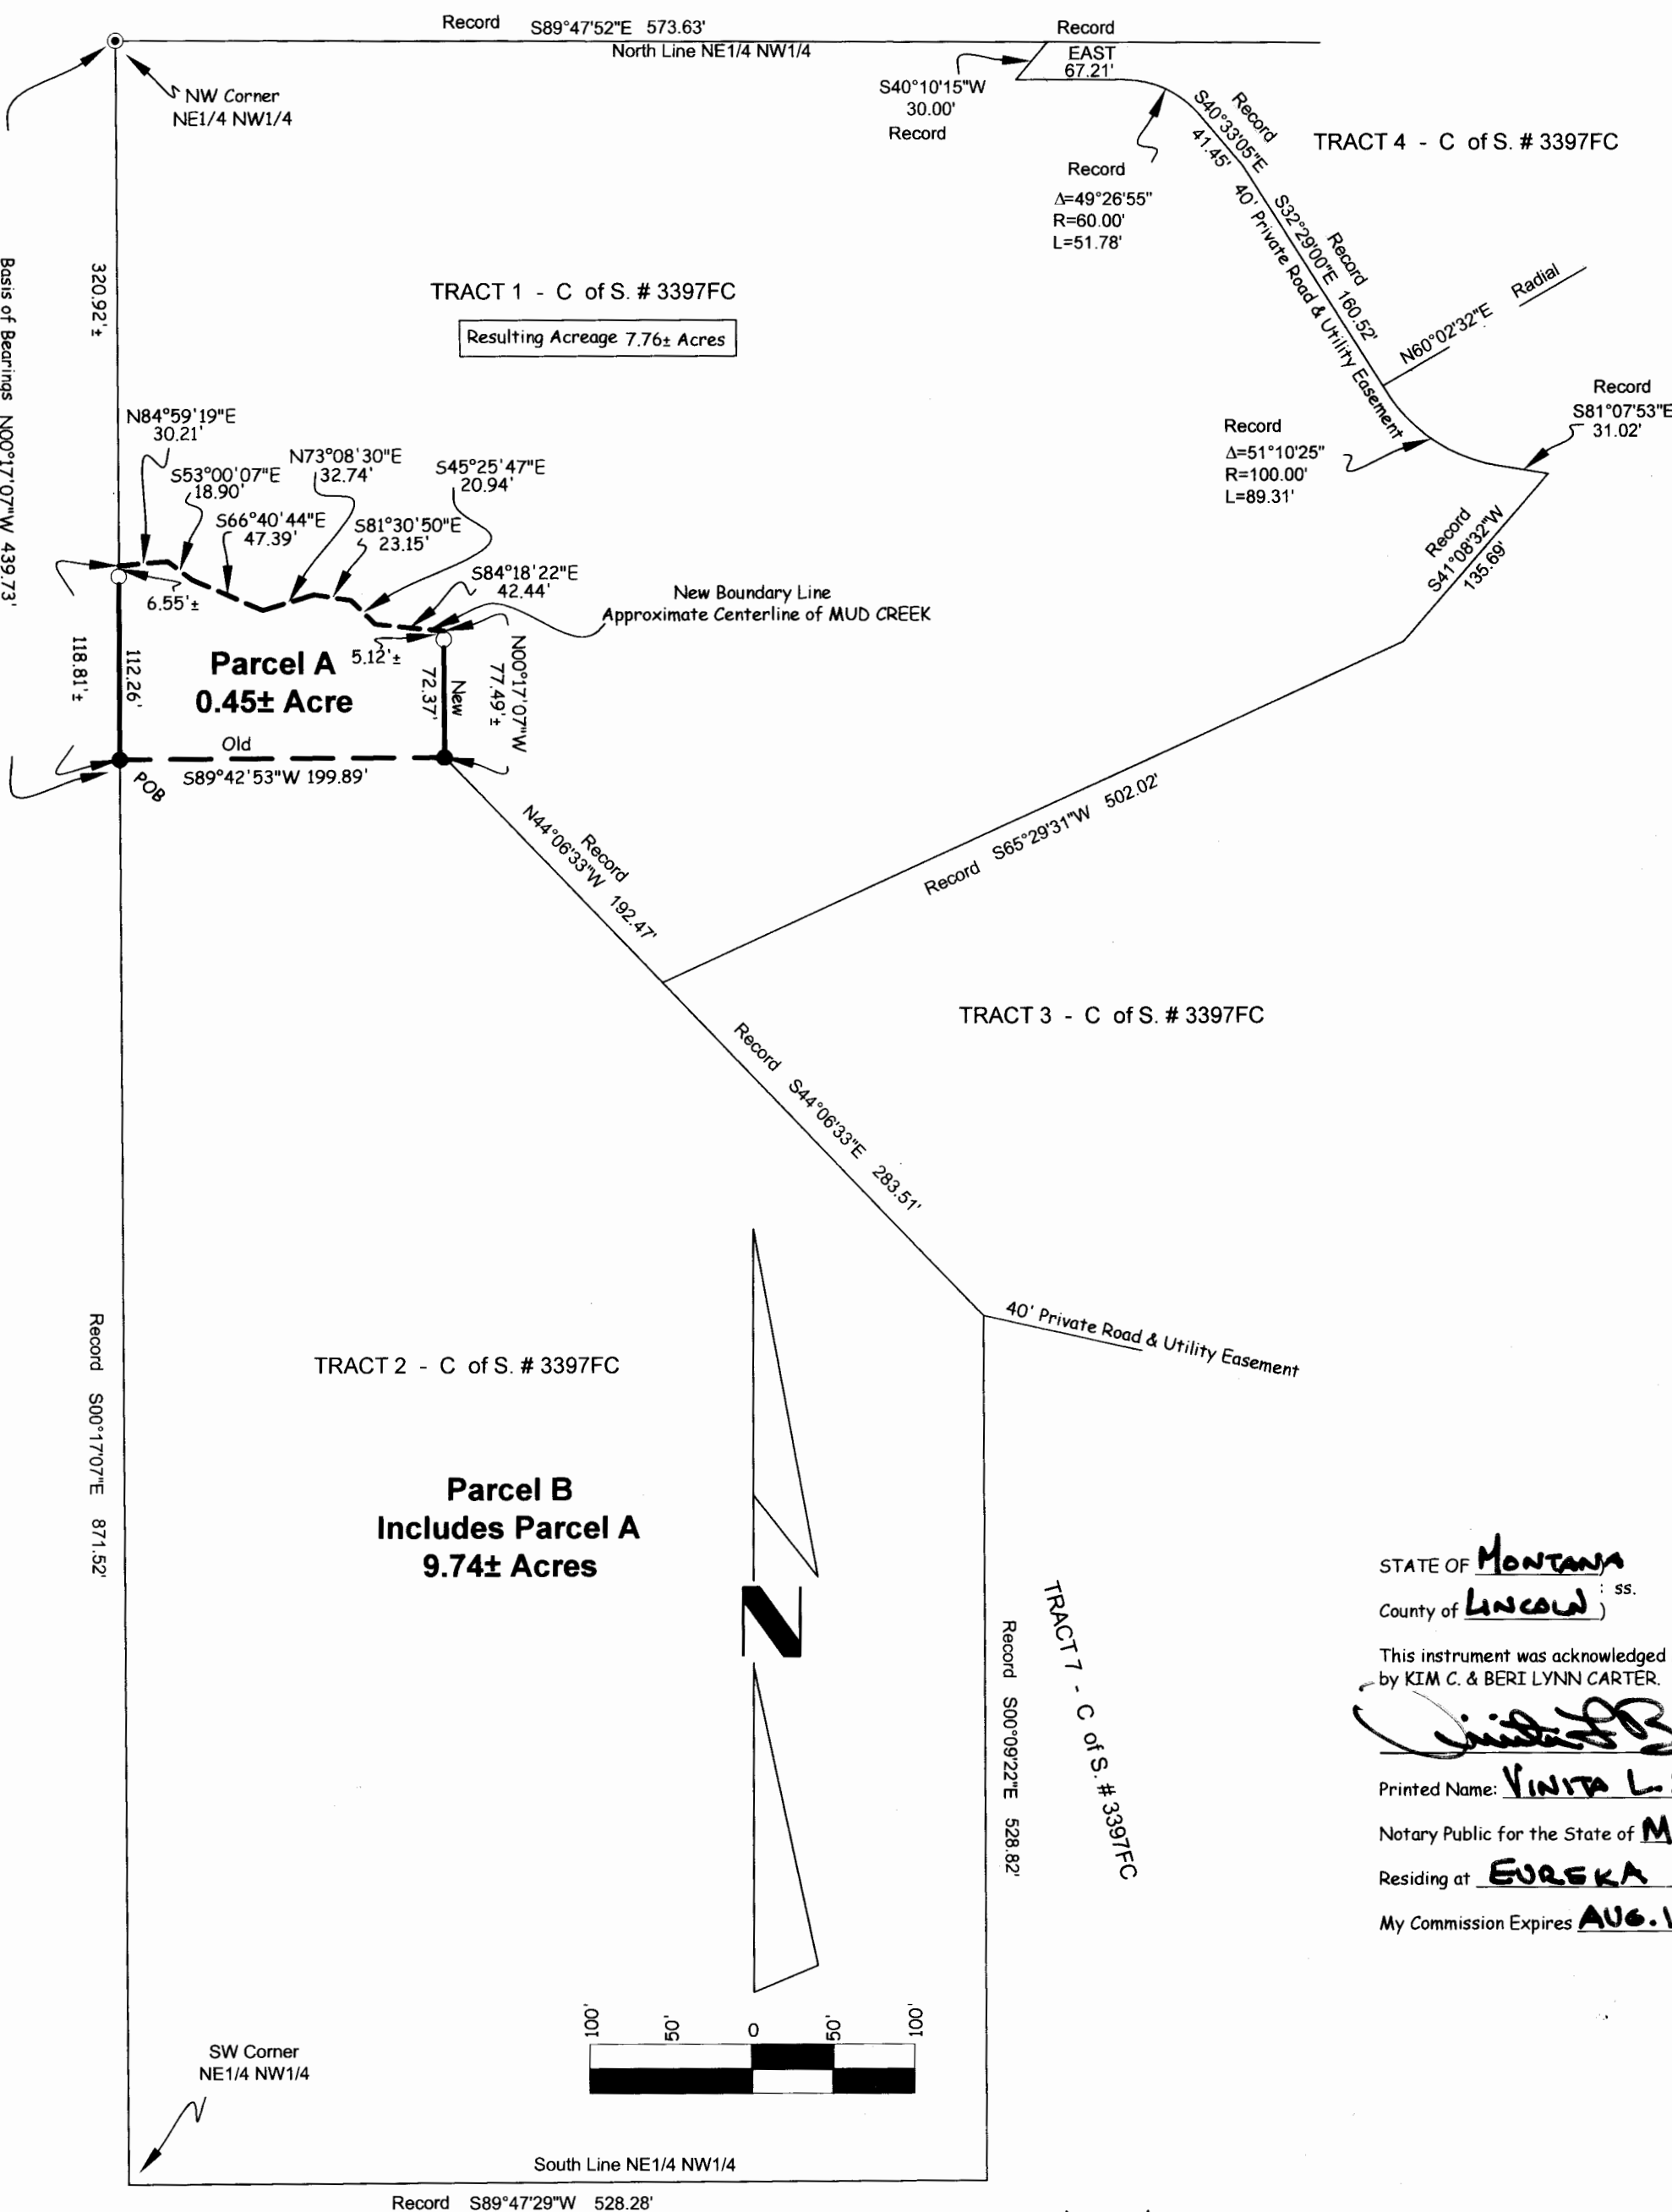 Record S89°47'52"E 573.63'
Record
North Line NE1/4 NW1/4
EAST
67.21'
NW Corner
NE1/4 NW1/4
S40°10'15"W
30.00'
Record
Record
S40°33'05"E
41.45'
TRACT 4 - C of S. # 3397FC
Record
Δ=49°26'55"
R=60.00'
L=51.78'
Record
S32°29'00"E 160.52'
40' Private Road & Utility Easement
N60°02'32"E Radial
Basis of Bearings N00°17'07"W 439.73'
320.92'±
TRACT 1 - C of S. # 3397FC
Resulting Acreage 7.76± Acres
Record
S81°07'53"E
31.02'
Record
Δ=51°10'25"
R=100.00'
L=89.31'
Record
S41°08'32"W
135.69'
N84°59'19"E
30.21'
S53°00'07"E
18.90'
S66°40'44"E
47.39'
N73°08'30"E
32.74'
S81°30'50"E
23.15'
S45°25'47"E
20.94'
S84°18'22"E
42.44'
New Boundary Line
Approximate Centerline of MUD CREEK
6.55'±
118.81'±
112.26'
Parcel A
0.45± Acre
5.12'±
72.37'
New
N00°17'07"W
77.49'±
Old
S89°42'53"W 199.89'
POB
Record
N44°06'33"W 192.47'
Record S65°29'31"W 502.02'
TRACT 3 - C of S. # 3397FC
Record S44°06'33"E 283.51'
40' Private Road & Utility Easement
Record S00°17'07"E 871.52'
TRACT 2 - C of S. # 3397FC
Parcel B
Includes Parcel A
9.74± Acres
N
Record S00°09'22"E 528.82'
TRACT 7 - C of S. # 3397FC
STATE OF MONTANA
: ss.
County of LINCOLN )
This instrument was acknowledged
by KIM C. & BERI LYNN CARTER.
Printed Name: VINITA L.
Notary Public for the State of M
Residing at EUREKA
My Commission Expires AUG. 1
100' 50' 0 50' 100'
SW Corner
NE1/4 NW1/4
South Line NE1/4 NW1/4
Record S89°47'29"W 528.28'